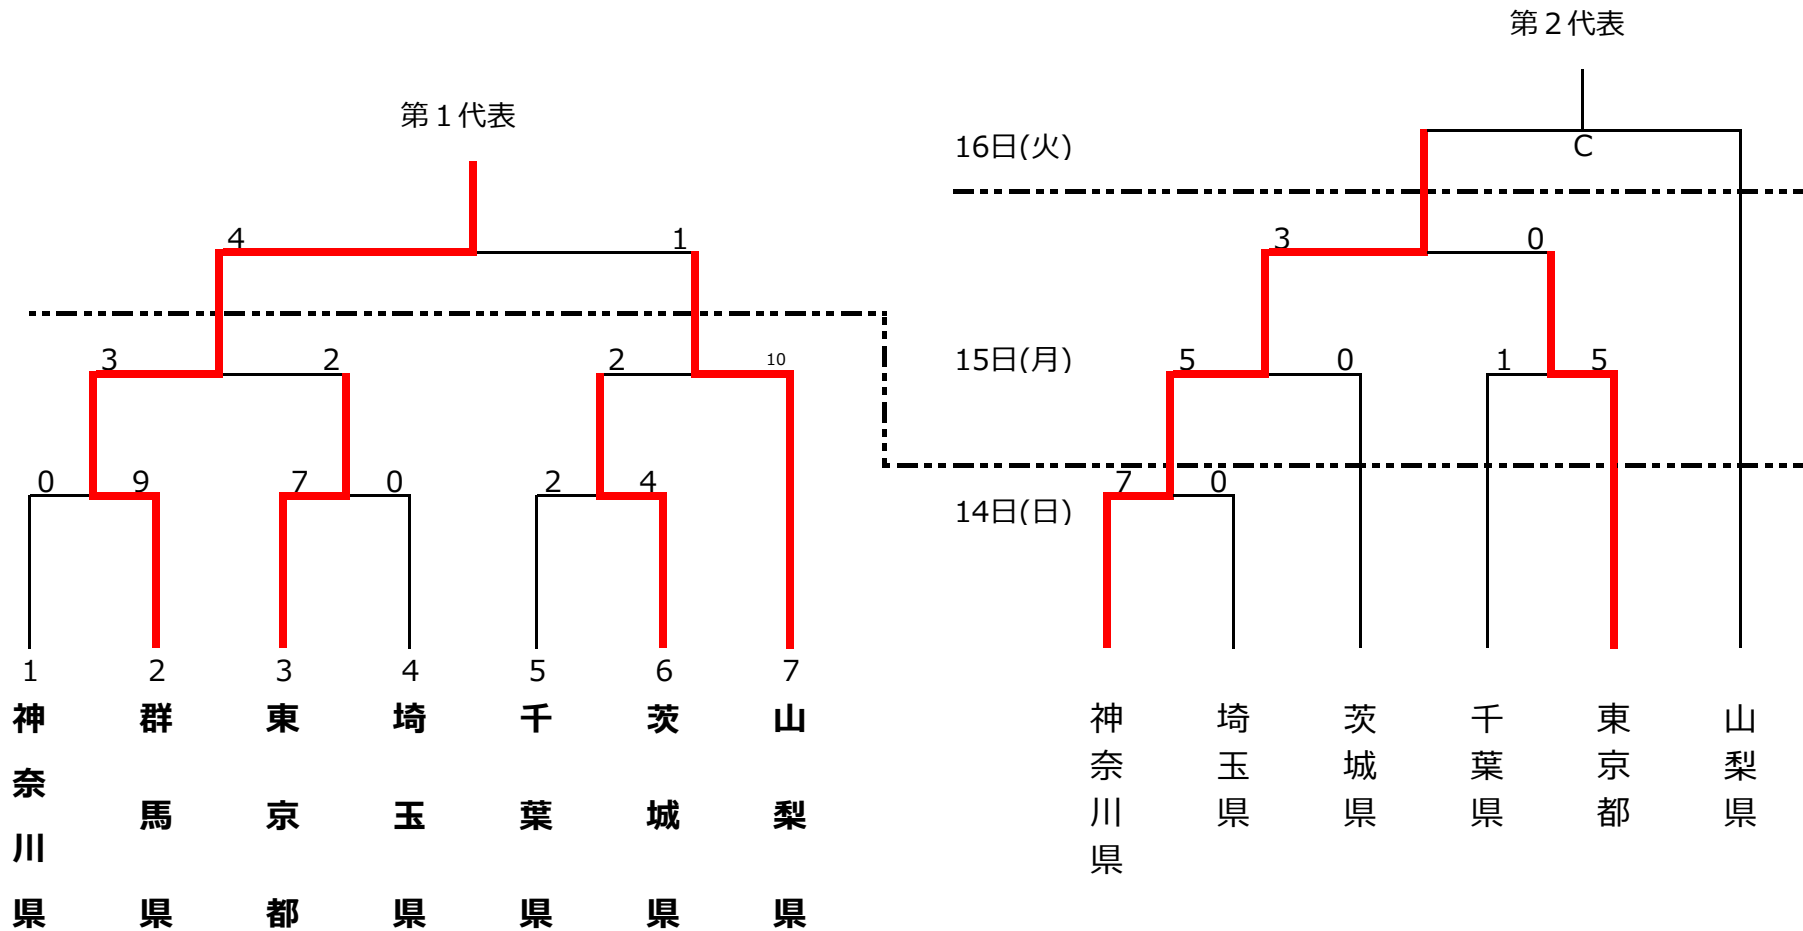 第２代表
第１代表
16日(火)
C
4 1
3 0
3 2 2 10
15日(月)
5 0 1 5
0 9 7 0 2 4
7 0
14日(日)
1 2 3 4 5 6 7
神奈川県
群馬県
東京都
埼玉県
千葉県
茨城県
山梨県
神奈川県
埼玉県
茨城県
千葉県
東京都
山梨県